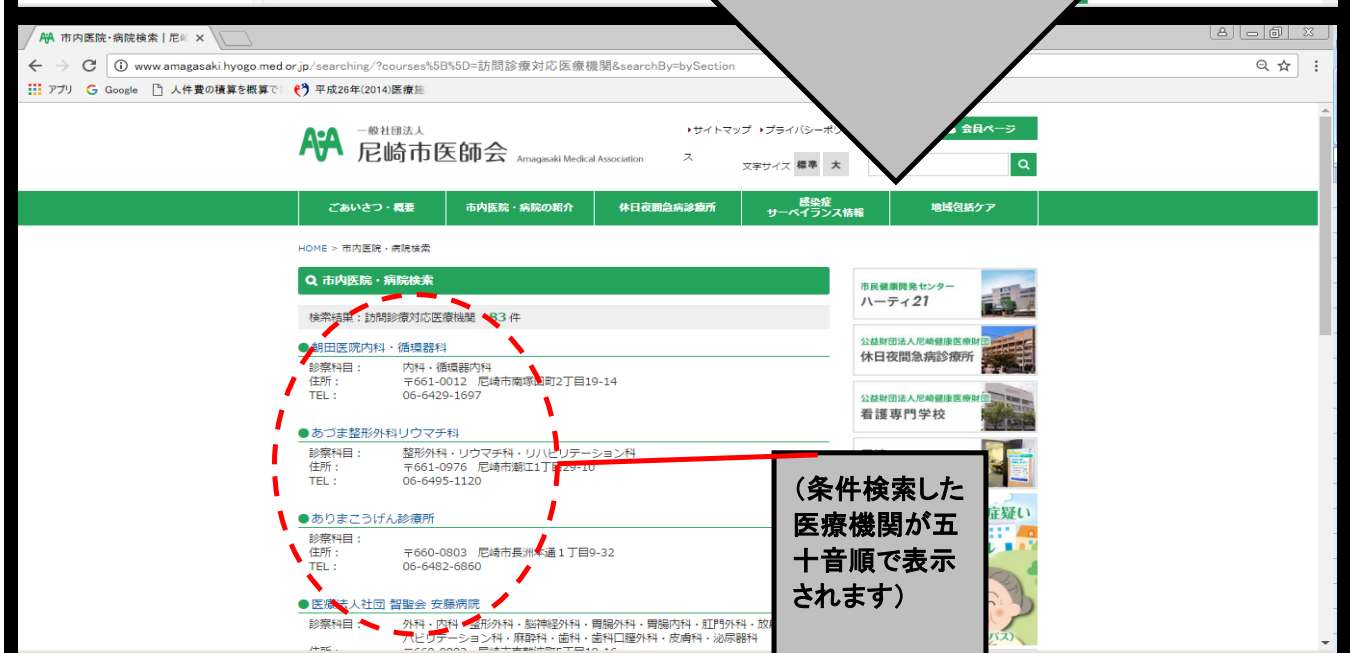 市内医院・病院検索 | 尼
www.amagasaki.hyogo.med.or.jp/searching/?courses%5B%5D=訪問診療対応医療機関&searchBy=bySection
アプリ Google 人件費の積算を概算で 平成26年(2014)医療施
一般社団法人
尼崎市医師会 Amagasaki Medical Association
サイトマップ プライバシーポリ
ス
会員ページ
文字サイズ 標準 大
ごあいさつ・概要 市内医院・病院の紹介 休日夜間急病診療所 感染症 サーベイランス情報 地域包括ケア
HOME > 市内医院・病院検索
市内医院・病院検索
検索結果：訪問診療対応医療機関 83 件
●朝田医院内科・循環器科
診察科目： 内科・循環器内科
住所： 〒661-0012 尼崎市南塚口町2丁目19-14
TEL： 06-6429-1697
●あづま整形外科リウマチ科
診察科目： 整形外科・リウマチ科・リハビリテーション科
住所： 〒661-0976 尼崎市潮江1丁目29-10
TEL： 06-6495-1120
●ありまこうげん診療所
診察科目：
住所： 〒660-0803 尼崎市長洲本通１丁目9-32
TEL： 06-6482-6860
●医療法人社団 智聖会 安藤病院
診察科目： 外科・内科・整形外科・脳神経外科・胃腸外科・胃腸内科・肛門外科・放
ハビリテーション科・麻酔科・歯科・歯科口腔外科・皮膚科・泌尿器科
市民健康開発センター
ハーティ21
公益財団法人尼崎健康医療財団
休日夜間急病診療所
公益財団法人尼崎健康医療財団
看護専門学校
症疑い
パス)
（条件検索した
医療機関が五
十音順で表示
されます）